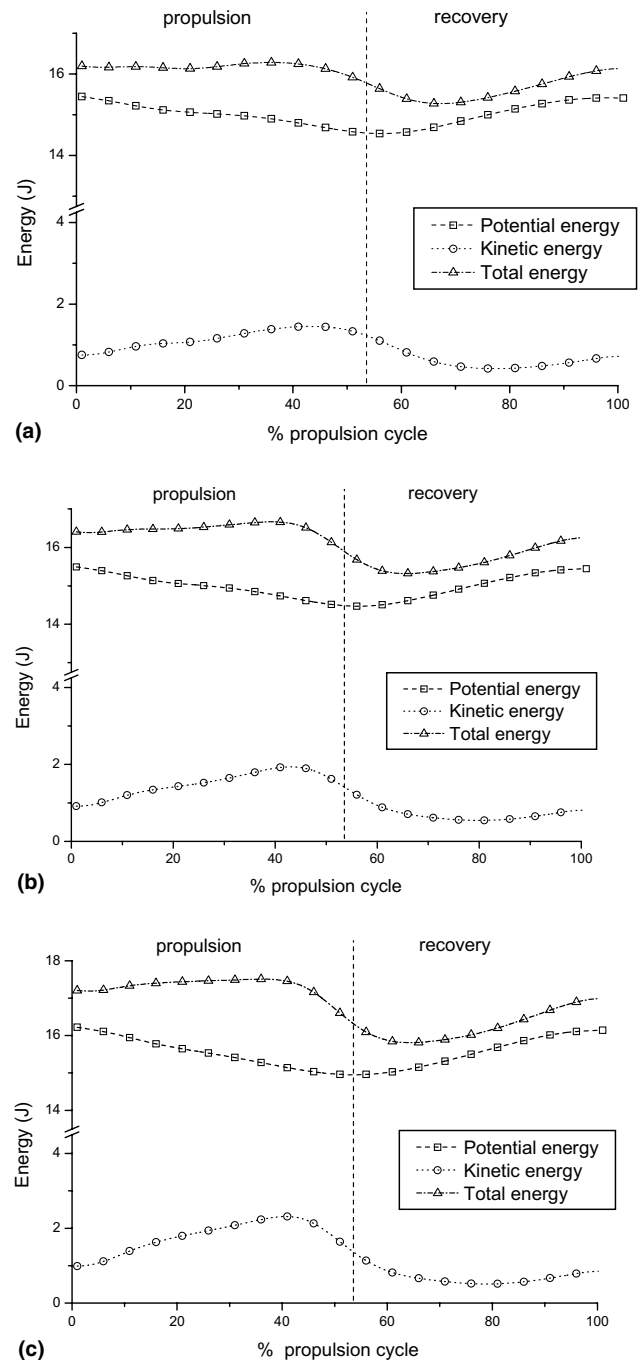 propulsion recovery
16
14
4
2
0
Energy (J)
Potential energy
Kinetic energy
Total energy
0 20 40 60 80 100
% propulsion cycle
(a)
propulsion recovery
16
14
4
2
0
Energy (J)
Potential energy
Kinetic energy
Total energy
0 20 40 60 80 100
% propulsion cycle
(b)
propulsion recovery
18
16
14
4
2
0
Energy (J)
Potential energy
Kinetic energy
Total energy
0 20 40 60 80 100
% propulsion cycle
(c)